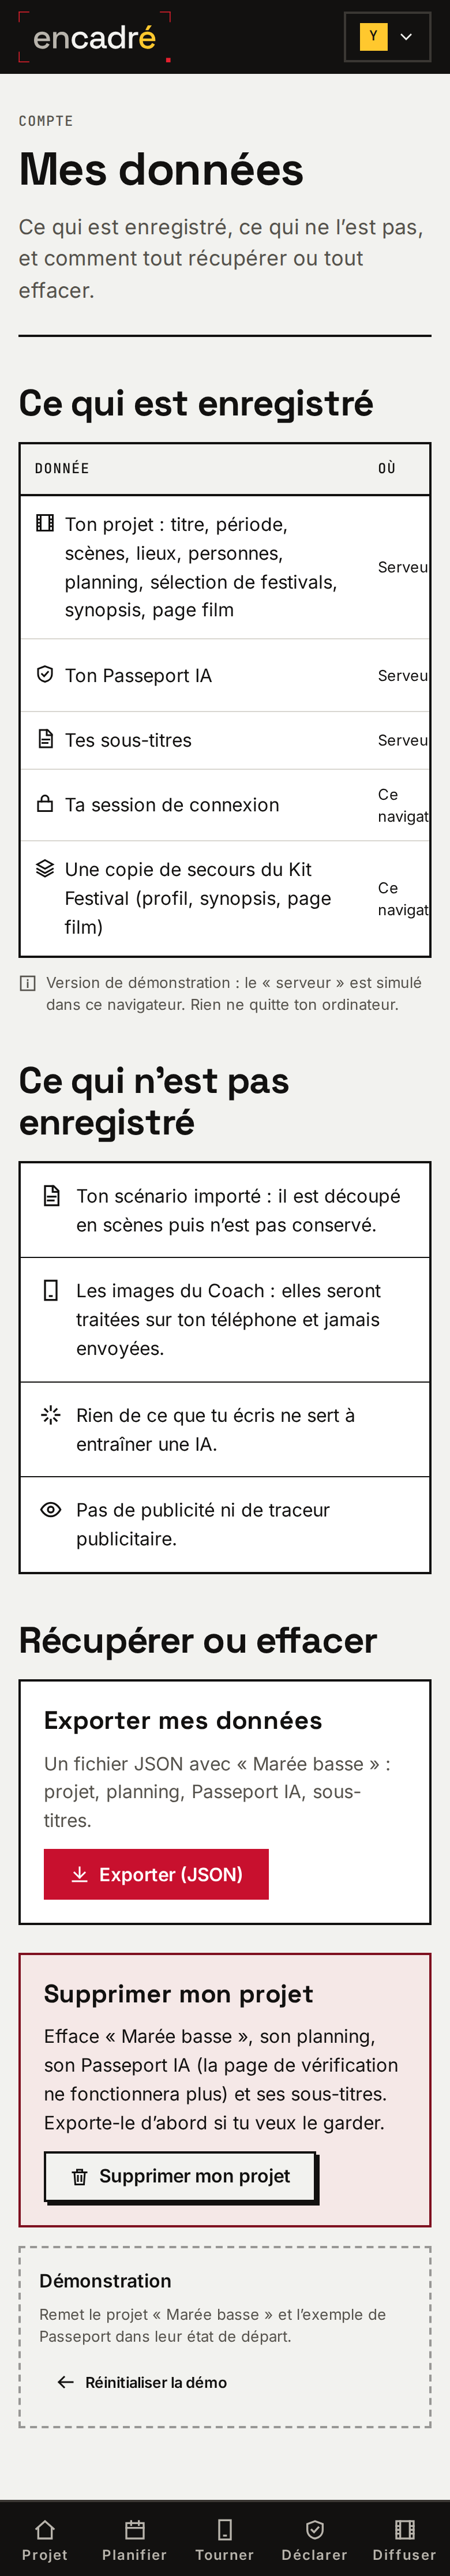 encadré
Y
COMPTE
Mes données
Ce qui est enregistré, ce qui ne l’est pas,
et comment tout récupérer ou tout
effacer.
Ce qui est enregistré
DONNÉE OÙ
Ton projet : titre, période,
scènes, lieux, personnes,
planning, sélection de festivals,
synopsis, page film
Serveu
Ton Passeport IA Serveu
Tes sous-titres Serveu
Ta session de connexion
Ce
navigat
Une copie de secours du Kit
Festival (profil, synopsis, page
film)
Ce
navigat
Version de démonstration : le « serveur » est simulé
dans ce navigateur. Rien ne quitte ton ordinateur.
Ce qui n’est pas
enregistré
Ton scénario importé : il est découpé
en scènes puis n’est pas conservé.
Les images du Coach : elles seront
traitées sur ton téléphone et jamais
envoyées.
Rien de ce que tu écris ne sert à
entraîner une IA.
Pas de publicité ni de traceur
publicitaire.
Récupérer ou effacer
Exporter mes données
Un fichier JSON avec « Marée basse » :
projet, planning, Passeport IA, sous-
titres.
Exporter (JSON)
Supprimer mon projet
Efface « Marée basse », son planning,
son Passeport IA (la page de vérification
ne fonctionnera plus) et ses sous-titres.
Exporte-le d’abord si tu veux le garder.
Supprimer mon projet
Démonstration
Remet le projet « Marée basse » et l’exemple de
Passeport dans leur état de départ.
Réinitialiser la démo
Projet Planifier Tourner Déclarer Diffuser